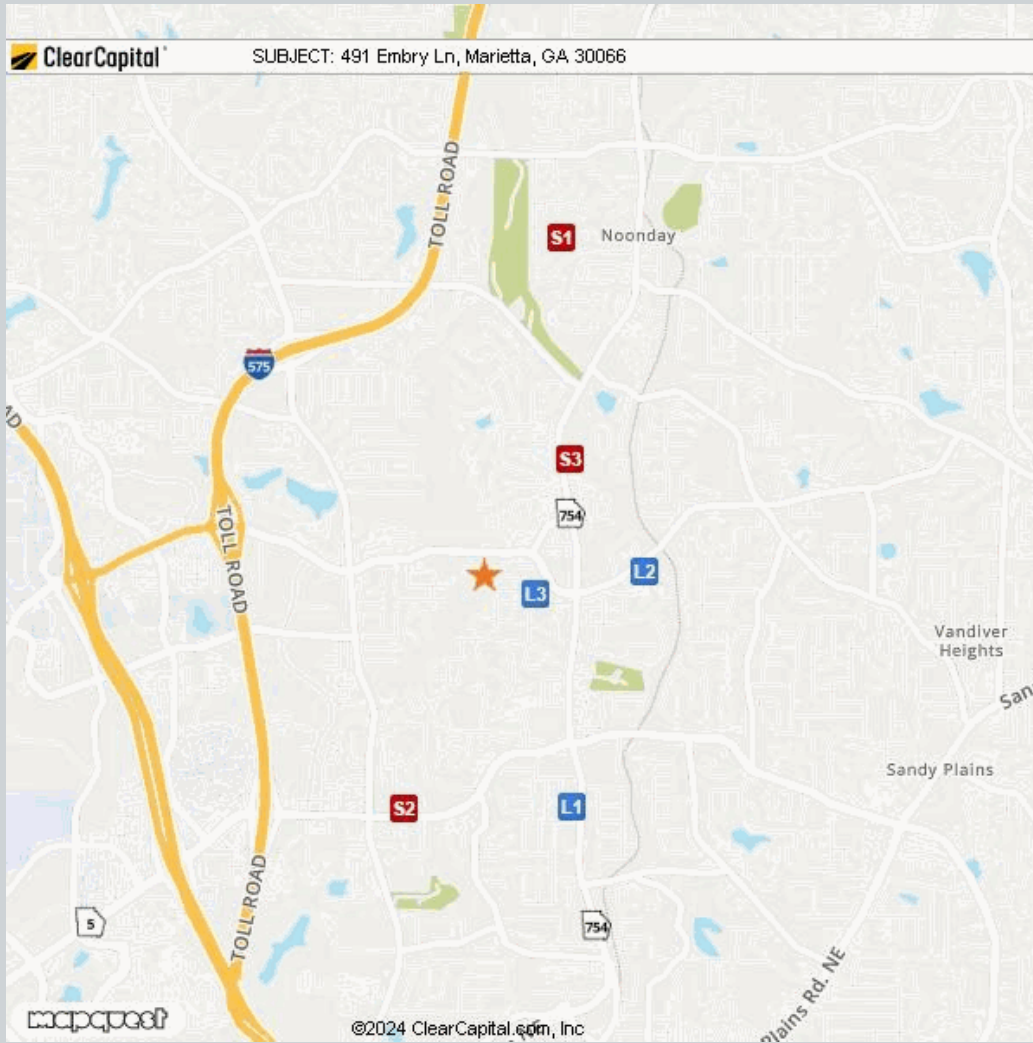 ClearCapital
SUBJECT: 491 Embry Ln, Marietta, GA 30066
TOLL ROAD
S1
Noonday
575
S3
754
TOLL ROAD
L2
L3
Vandiver
Heights
Sandy Plains
S2
L1
TOLL ROAD
5
754
Plains Rd. NE
mapquest
©2024 ClearCapital.com, Inc